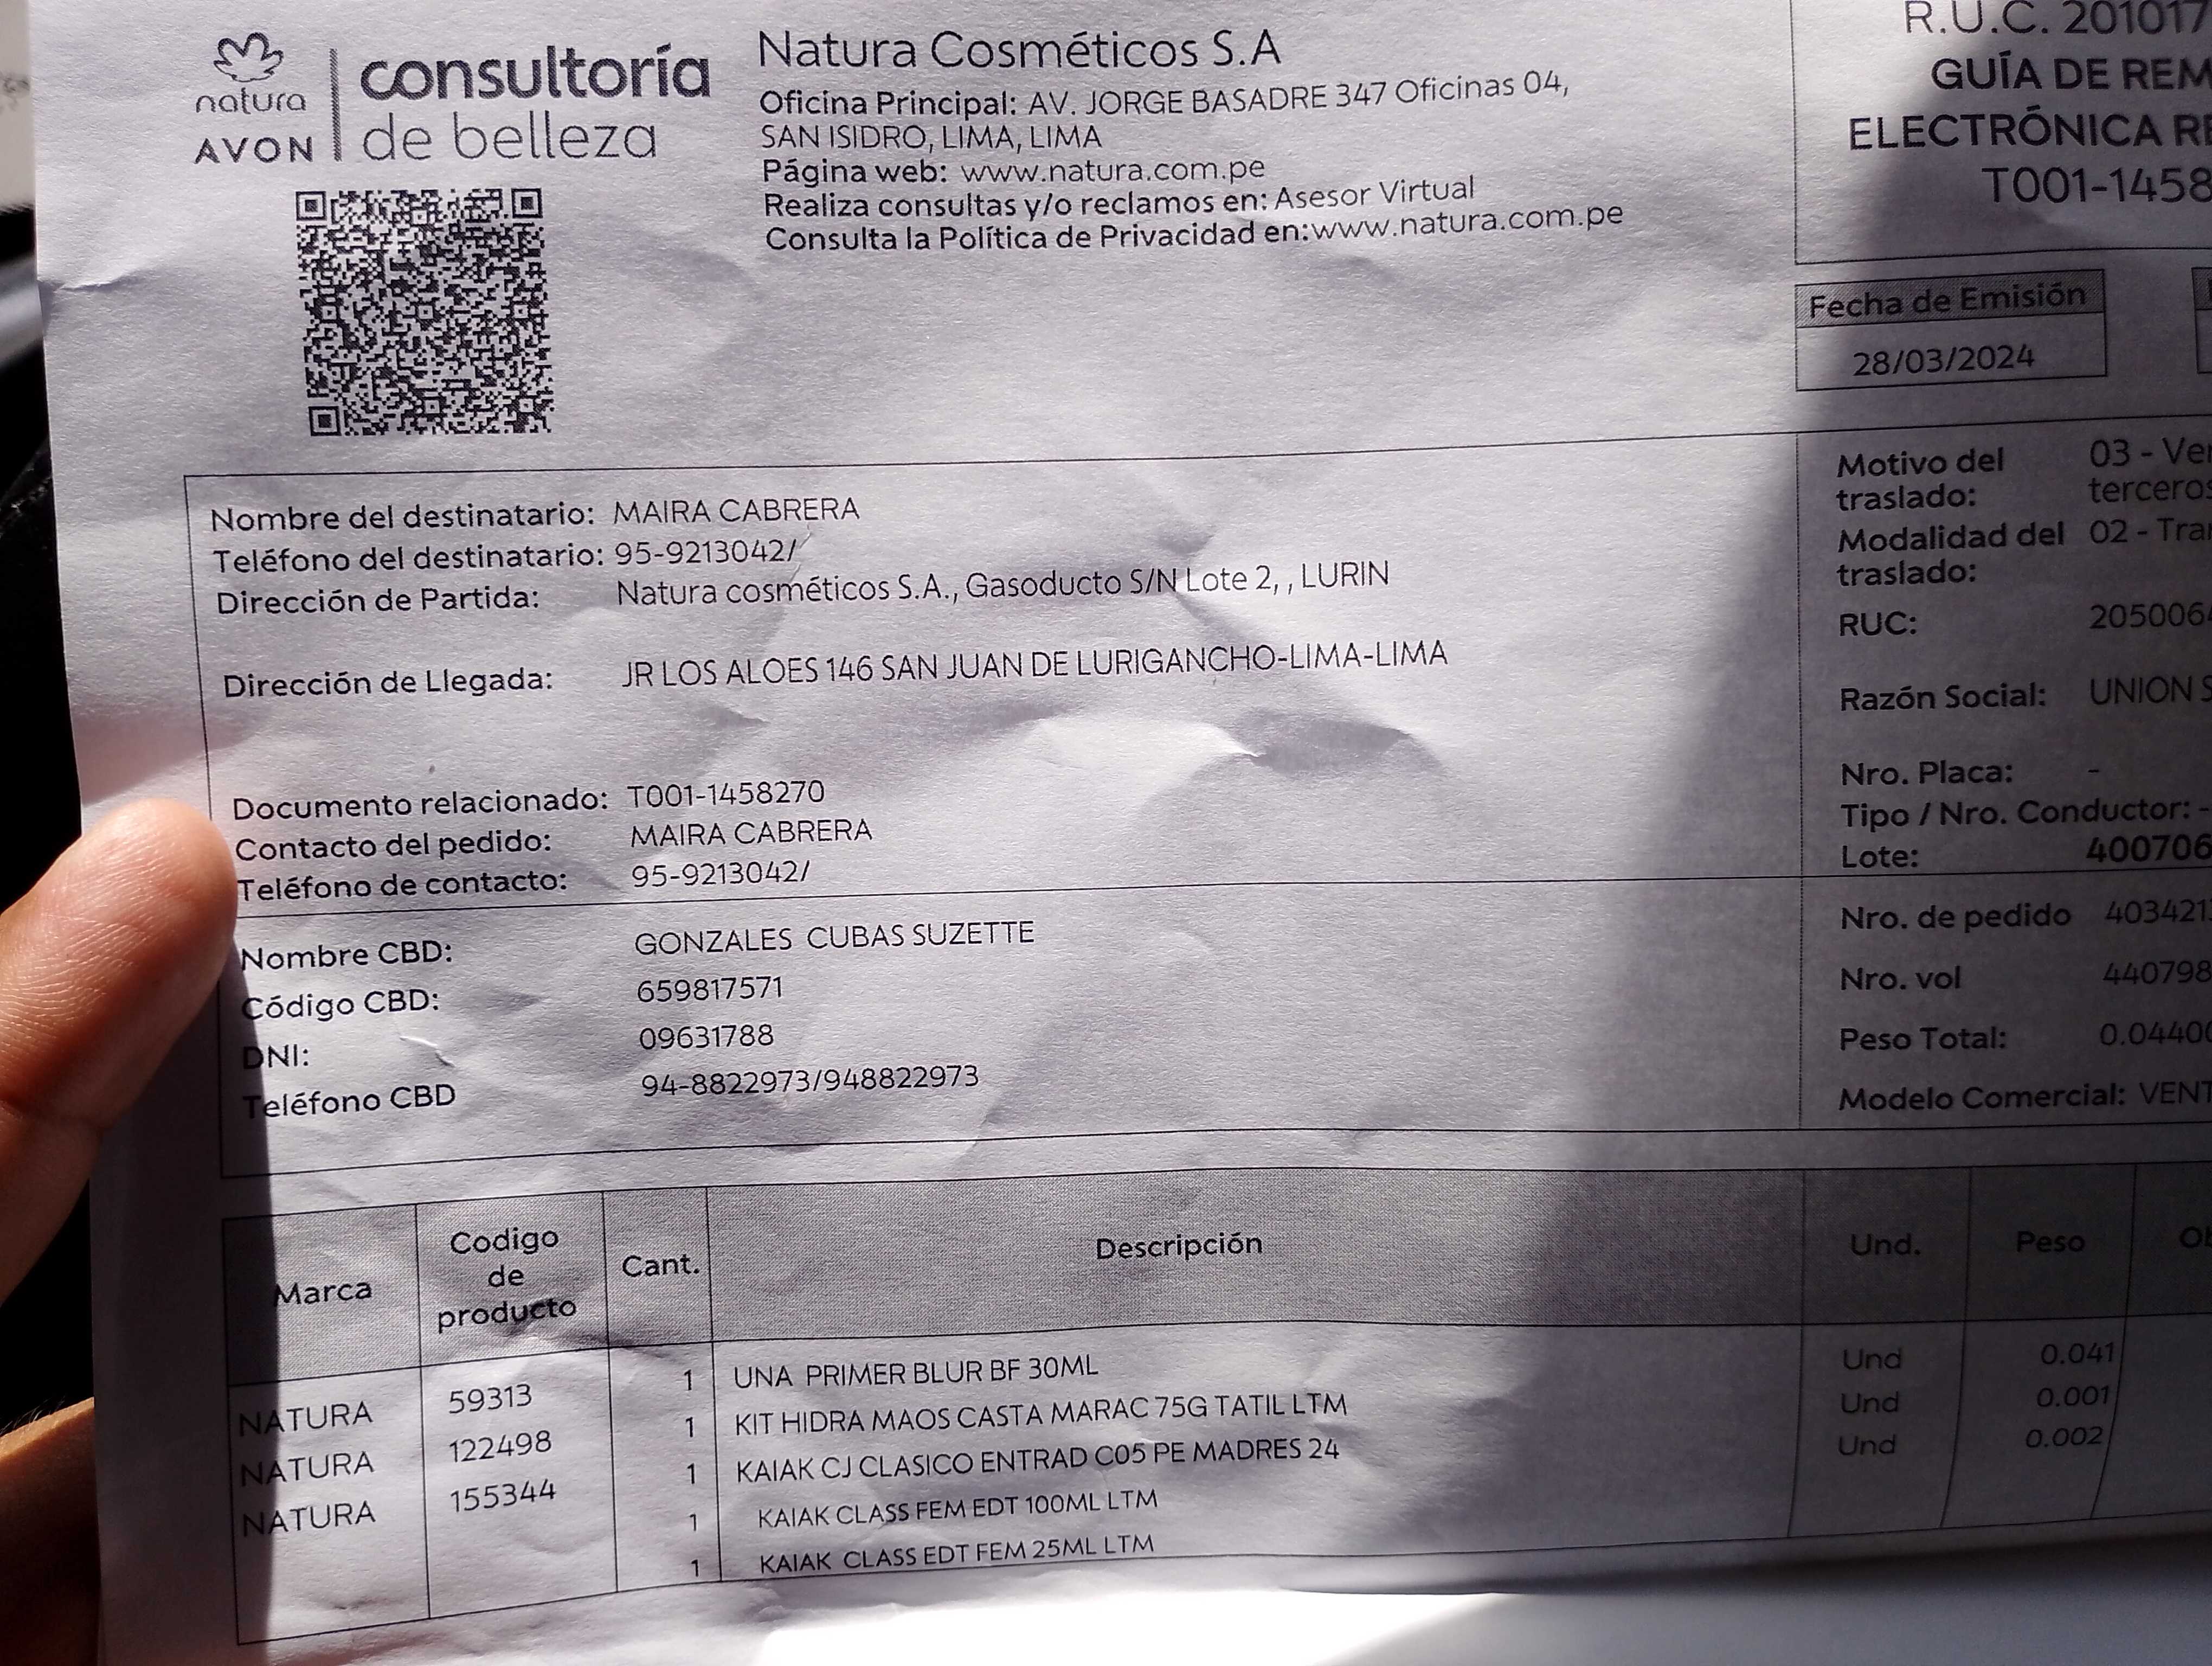 natura
AVON
consultoría
de belleza
Natura Cosméticos S.A
Oficina Principal: AV. JORGE BASADRE 347 Oficinas 04,
SAN ISIDRO, LIMA, LIMA
Página web: www.natura.com.pe
Realiza consultas y/o reclamos en: Asesor Virtual
Consulta la Política de Privacidad en:www.natura.com.pe
R.U.C. 201017
GUÍA DE REM
ELECTRÓNICA RE
T001-1458
Fecha de Emisión
28/03/2024
Nombre del destinatario: MAIRA CABRERA
Teléfono del destinatario: 95-9213042/
Dirección de Partida: Natura cosméticos S.A., Gasoducto S/N Lote 2, , LURIN
Dirección de Llegada: JR LOS ALOES 146 SAN JUAN DE LURIGANCHO-LIMA-LIMA
Documento relacionado: T001-1458270
Contacto del pedido: MAIRA CABRERA
Teléfono de contacto: 95-9213042/
Motivo del 03 - Ver
traslado: terceros
Modalidad del 02 - Tra
traslado:
RUC: 205006
Razón Social: UNION S
Nro. Placa: -
Tipo / Nro. Conductor: -
Lote: 400706
Nombre CBD: GONZALES CUBAS SUZETTE
Código CBD: 659817571
DNI: 09631788
Teléfono CBD 94-8822973/948822973
Nro. de pedido 403421
Nro. vol 440798
Peso Total: 0.0440
Modelo Comercial: VENT
Marca Codigo de producto Cant. Descripción Und. Peso
NATURA 59313 1 UNA PRIMER BLUR BF 30ML Und 0.041
NATURA 122498 1 KIT HIDRA MAOS CASTA MARAC 75G TATIL LTM Und 0.001
NATURA 155344 1 KAIAK CJ CLASICO ENTRAD C05 PE MADRES 24 Und 0.002
1 KAIAK CLASS FEM EDT 100ML LTM
1 KAIAK CLASS EDT FEM 25ML LTM